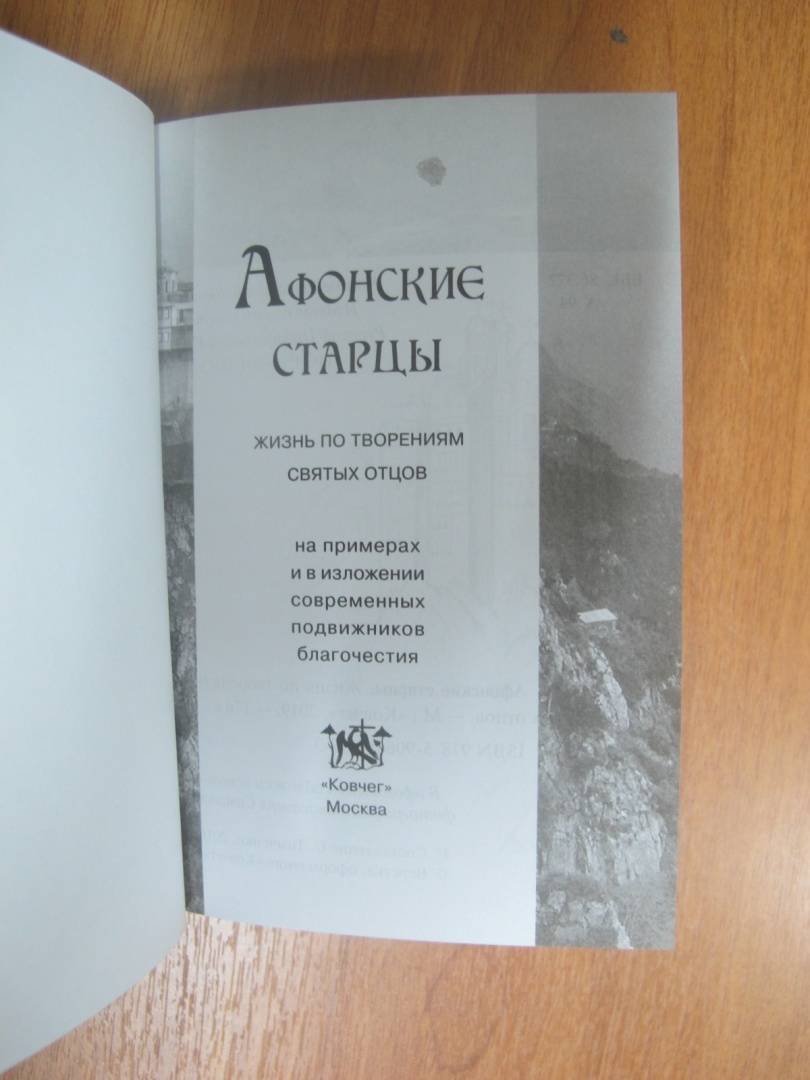 Афонские
старцы
ЖИЗНЬ ПО ТВОРЕНИЯМ
СВЯТЫХ ОТЦОВ
на примерах
и в изложении
современных
подвижников
благочестия
«Ковчег»
Москва